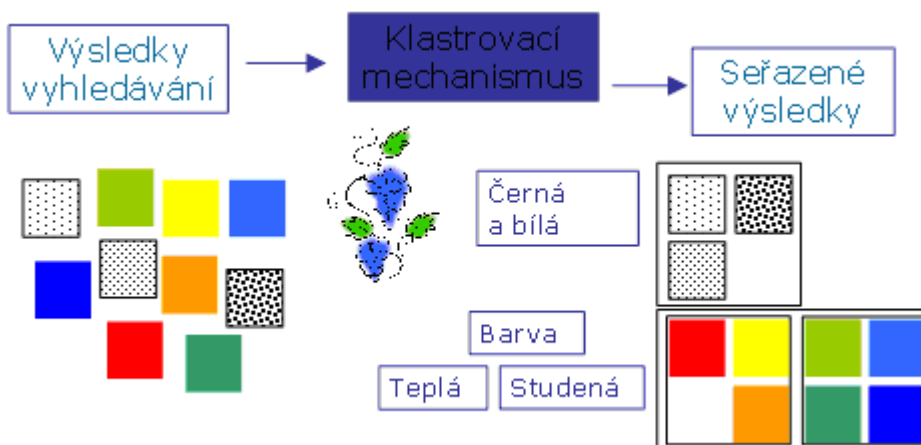 Výsledky
vyhledávání
Klastrovací
mechanismus
Seřazené
výsledky
Černá
a bílá
Barva
Teplá
Studená